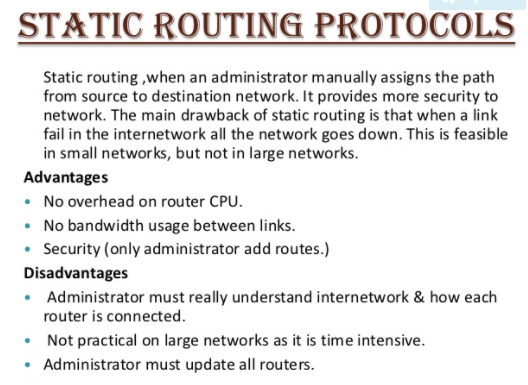 STATIC ROUTING PROTOCOLS
Static routing ,when an administrator manually assigns the path
from source to destination network. It provides more security to
network. The main drawback of static routing is that when a link
fail in the internetwork all the network goes down. This is feasible
in small networks, but not in large networks.
Advantages
• No overhead on router CPU.
• No bandwidth usage between links.
• Security (only administrator add routes.)
Disadvantages
• Administrator must really understand internetwork & how each
router is connected.
• Not practical on large networks as it is time intensive.
• Administrator must update all routers.